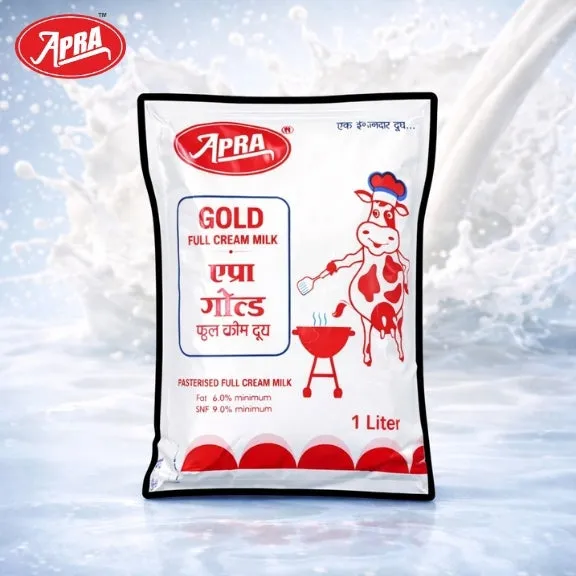 APRA
TM
APRA
एक ईमानदार दूध...
GOLD
FULL CREAM MILK
एप्रा
गोल्ड
फुल क्रीम दूध
PASTERISED FULL CREAM MILK
Fat 6.0% minimum
SNF 9.0% minimum
1 Liter